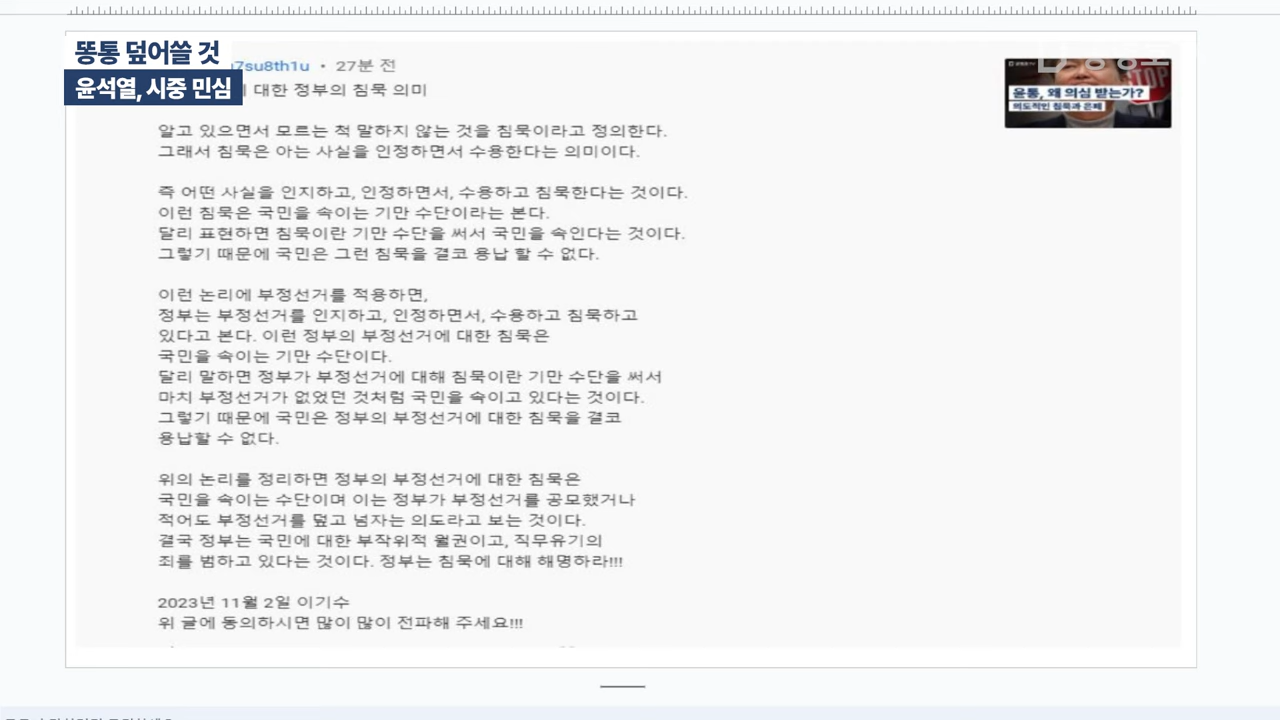 똥통 덮어쓸 것
윤석열, 시중 민심
7su8th1u • 27분 전
대한 정부의 침묵 의미
윤통, 왜 의심 받는가?
의도적인 침묵과 은폐
알고 있으면서 모르는 척 말하지 않는 것을 침묵이라고 정의한다.
그래서 침묵은 아는 사실을 인정하면서 수용한다는 의미이다.
즉 어떤 사실을 인지하고, 인정하면서, 수용하고 침묵한다는 것이다.
이런 침묵은 국민을 속이는 기만 수단이라는 본다.
달리 표현하면 침묵이란 기만 수단을 써서 국민을 속인다는 것이다.
그렇기 때문에 국민은 그런 침묵을 결코 용납 할 수 없다.
이런 논리에 부정선거를 적용하면,
정부는 부정선거를 인지하고, 인정하면서, 수용하고 침묵하고
있다고 본다. 이런 정부의 부정선거에 대한 침묵은
국민을 속이는 기만 수단이다.
달리 말하면 정부가 부정선거에 대해 침묵이란 기만 수단을 써서
마치 부정선거가 없었던 것처럼 국민을 속이고 있다는 것이다.
그렇기 때문에 국민은 정부의 부정선거에 대한 침묵을 결코
용납할 수 없다.
위의 논리를 정리하면 정부의 부정선거에 대한 침묵은
국민을 속이는 수단이며 이는 정부가 부정선거를 공모했거나
적어도 부정선거를 덮고 넘자는 의도라고 보는 것이다.
결국 정부는 국민에 대한 부작위적 월권이고, 직무유기의
죄를 범하고 있다는 것이다. 정부는 침묵에 대해 해명하라!!!
2023년 11월 2일 이기수
위 글에 동의하시면 많이 많이 전파해 주세요!!!